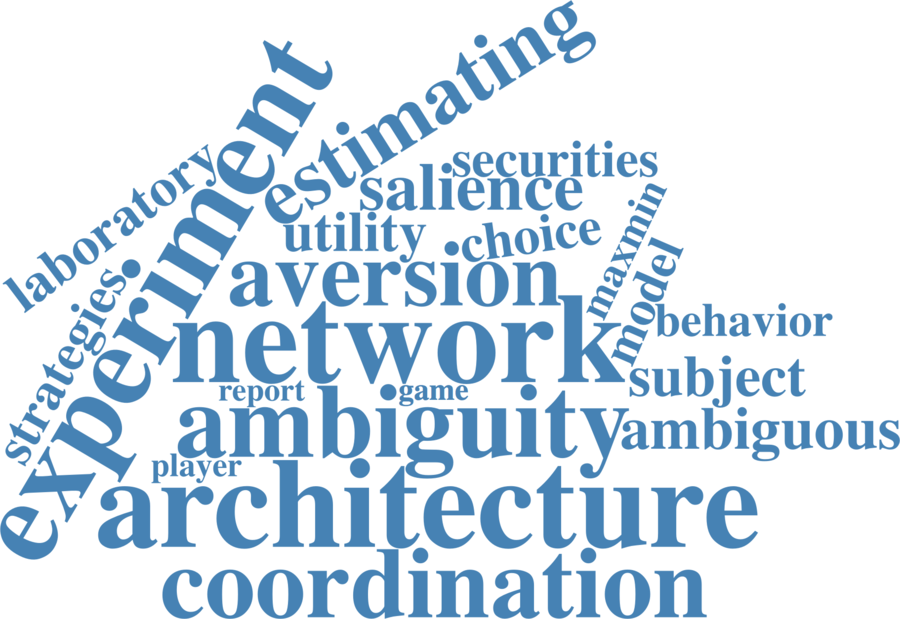 estimating
experiment
laboratory
securities
salience
maxmin
utility
choice
model
aversion
strategies
network
behavior
subject
report
game
ambiguity
ambiguous
player
architecture
coordination